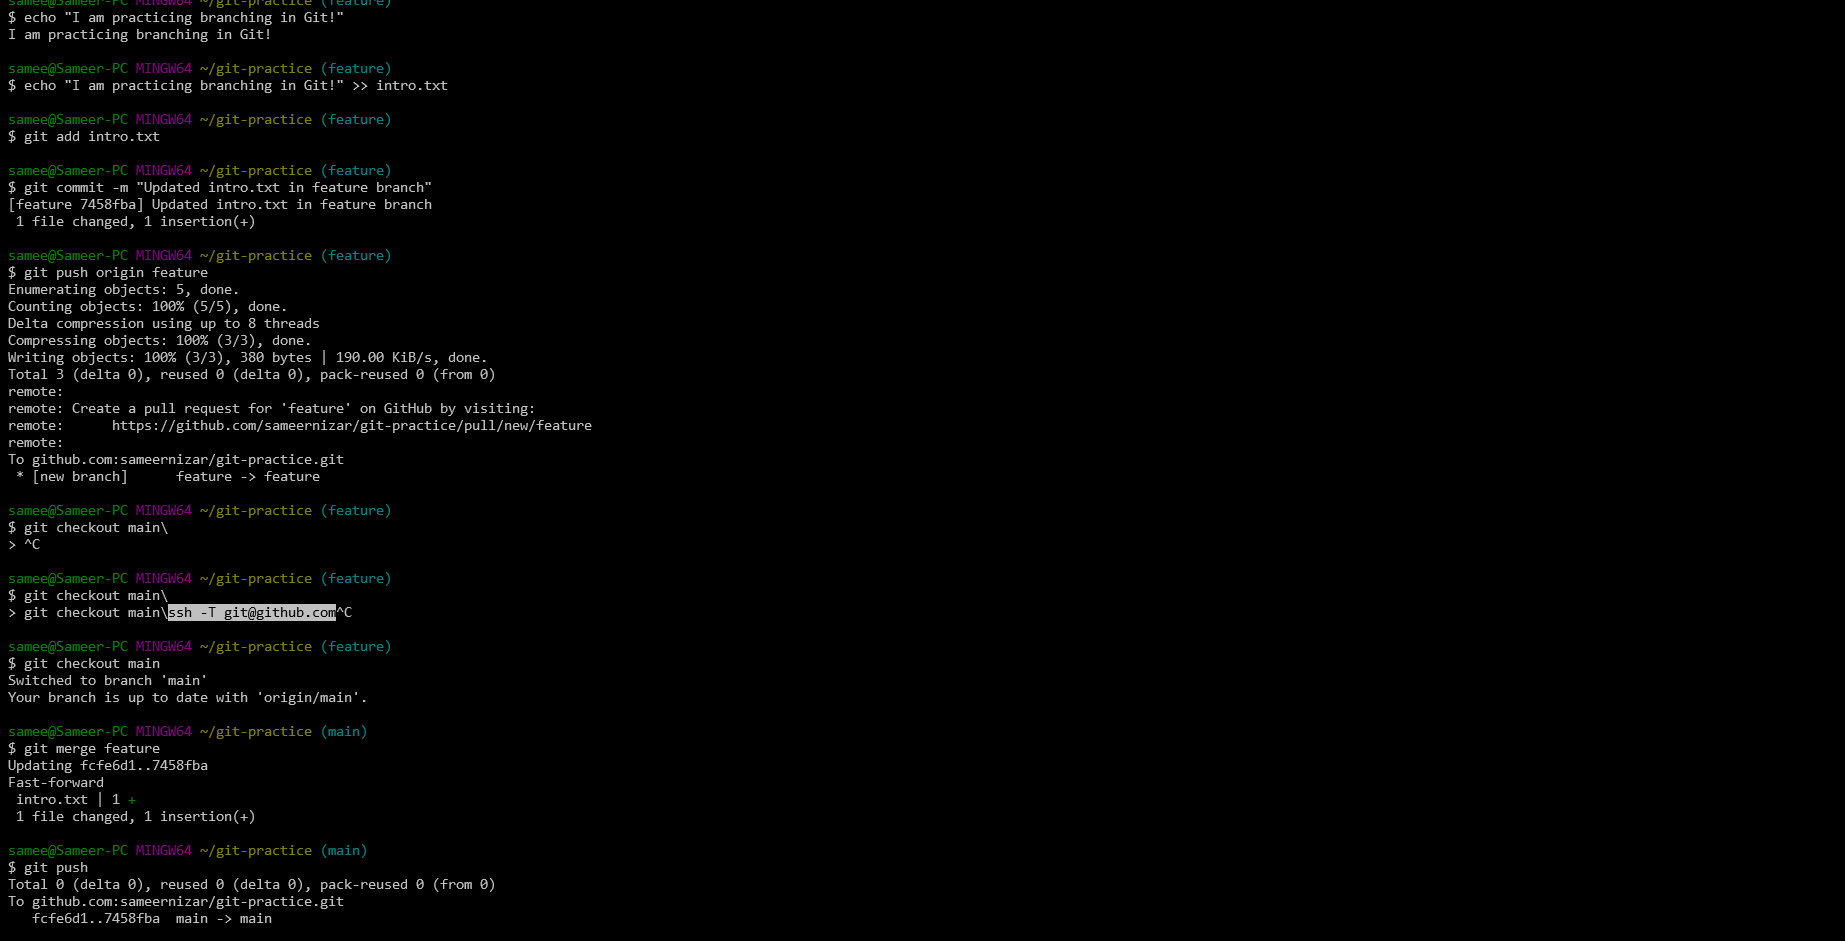 samee@Sameer-PC MINGW64 ~/git-practice (feature)
$ echo "I am practicing branching in Git!"
I am practicing branching in Git!
samee@Sameer-PC MINGW64 ~/git-practice (feature)
$ echo "I am practicing branching in Git!" >> intro.txt
samee@Sameer-PC MINGW64 ~/git-practice (feature)
$ git add intro.txt
samee@Sameer-PC MINGW64 ~/git-practice (feature)
$ git commit -m "Updated intro.txt in feature branch"
[feature 7458fba] Updated intro.txt in feature branch
 1 file changed, 1 insertion(+)
samee@Sameer-PC MINGW64 ~/git-practice (feature)
$ git push origin feature
Enumerating objects: 5, done.
Counting objects: 100% (5/5), done.
Delta compression using up to 8 threads
Compressing objects: 100% (3/3), done.
Writing objects: 100% (3/3), 380 bytes | 190.00 KiB/s, done.
Total 3 (delta 0), reused 0 (delta 0), pack-reused 0 (from 0)
remote:
remote: Create a pull request for 'feature' on GitHub by visiting:
remote:      https://github.com/sameernizar/git-practice/pull/new/feature
remote:
To github.com:sameernizar/git-practice.git
 * [new branch]      feature -> feature
samee@Sameer-PC MINGW64 ~/git-practice (feature)
$ git checkout main\
> ^C
samee@Sameer-PC MINGW64 ~/git-practice (feature)
$ git checkout main\
> git checkout main\ssh -T git@github.com^C
samee@Sameer-PC MINGW64 ~/git-practice (feature)
$ git checkout main
Switched to branch 'main'
Your branch is up to date with 'origin/main'.
samee@Sameer-PC MINGW64 ~/git-practice (main)
$ git merge feature
Updating fcfe6d1..7458fba
Fast-forward
 intro.txt | 1 +
 1 file changed, 1 insertion(+)
samee@Sameer-PC MINGW64 ~/git-practice (main)
$ git push
Total 0 (delta 0), reused 0 (delta 0), pack-reused 0 (from 0)
To github.com:sameernizar/git-practice.git
   fcfe6d1..7458fba  main -> main